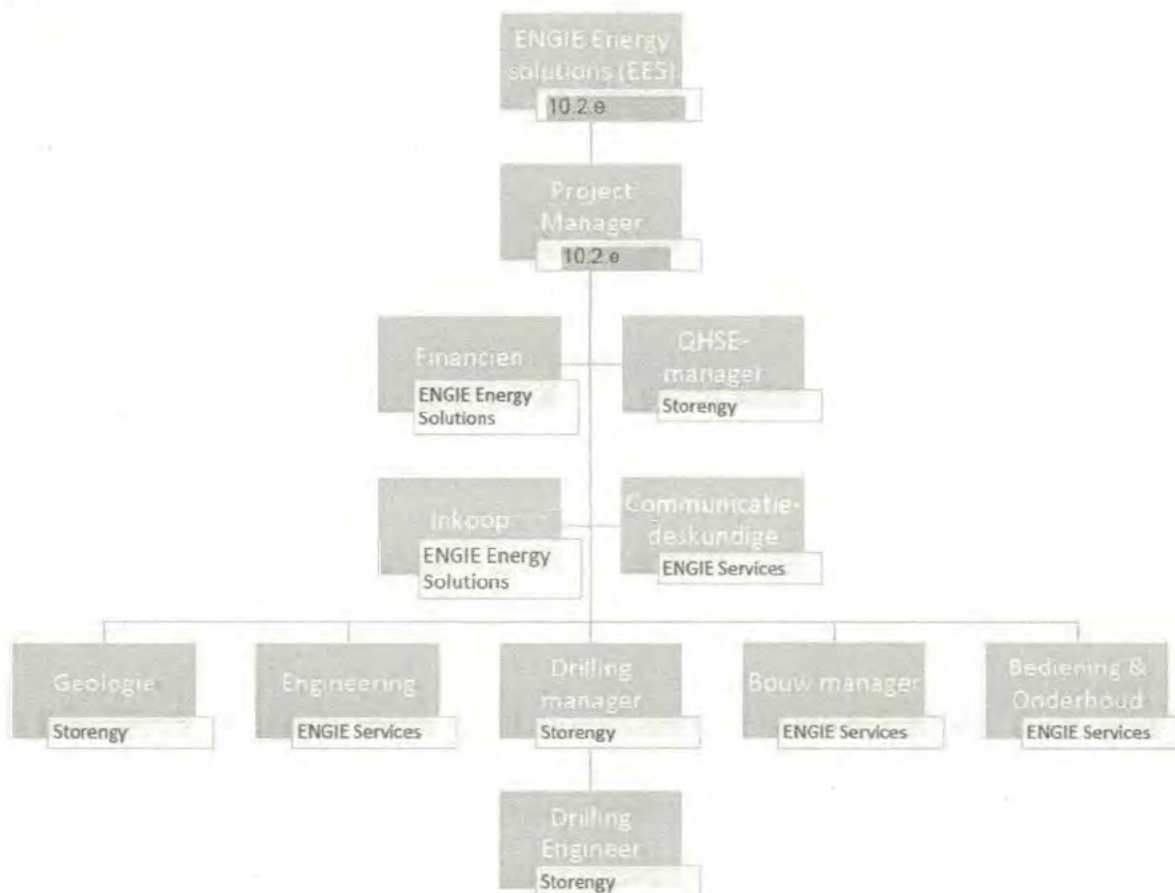 ENGIE Energy
solutions (EES)
10.2.e
Project
Manager
10.2.e
Financien
ENGIE Energy
Solutions
QHSE-
manager
Storengy
Inkoop
ENGIE Energy
Solutions
Communicatie-
deskundige
ENGIE Services
Geologie
Storengy
Engineering
ENGIE Services
Drilling
manager
Storengy
Bouw manager
ENGIE Services
Bediening &
Onderhoud
ENGIE Services
Drilling
Engineer
Storengy